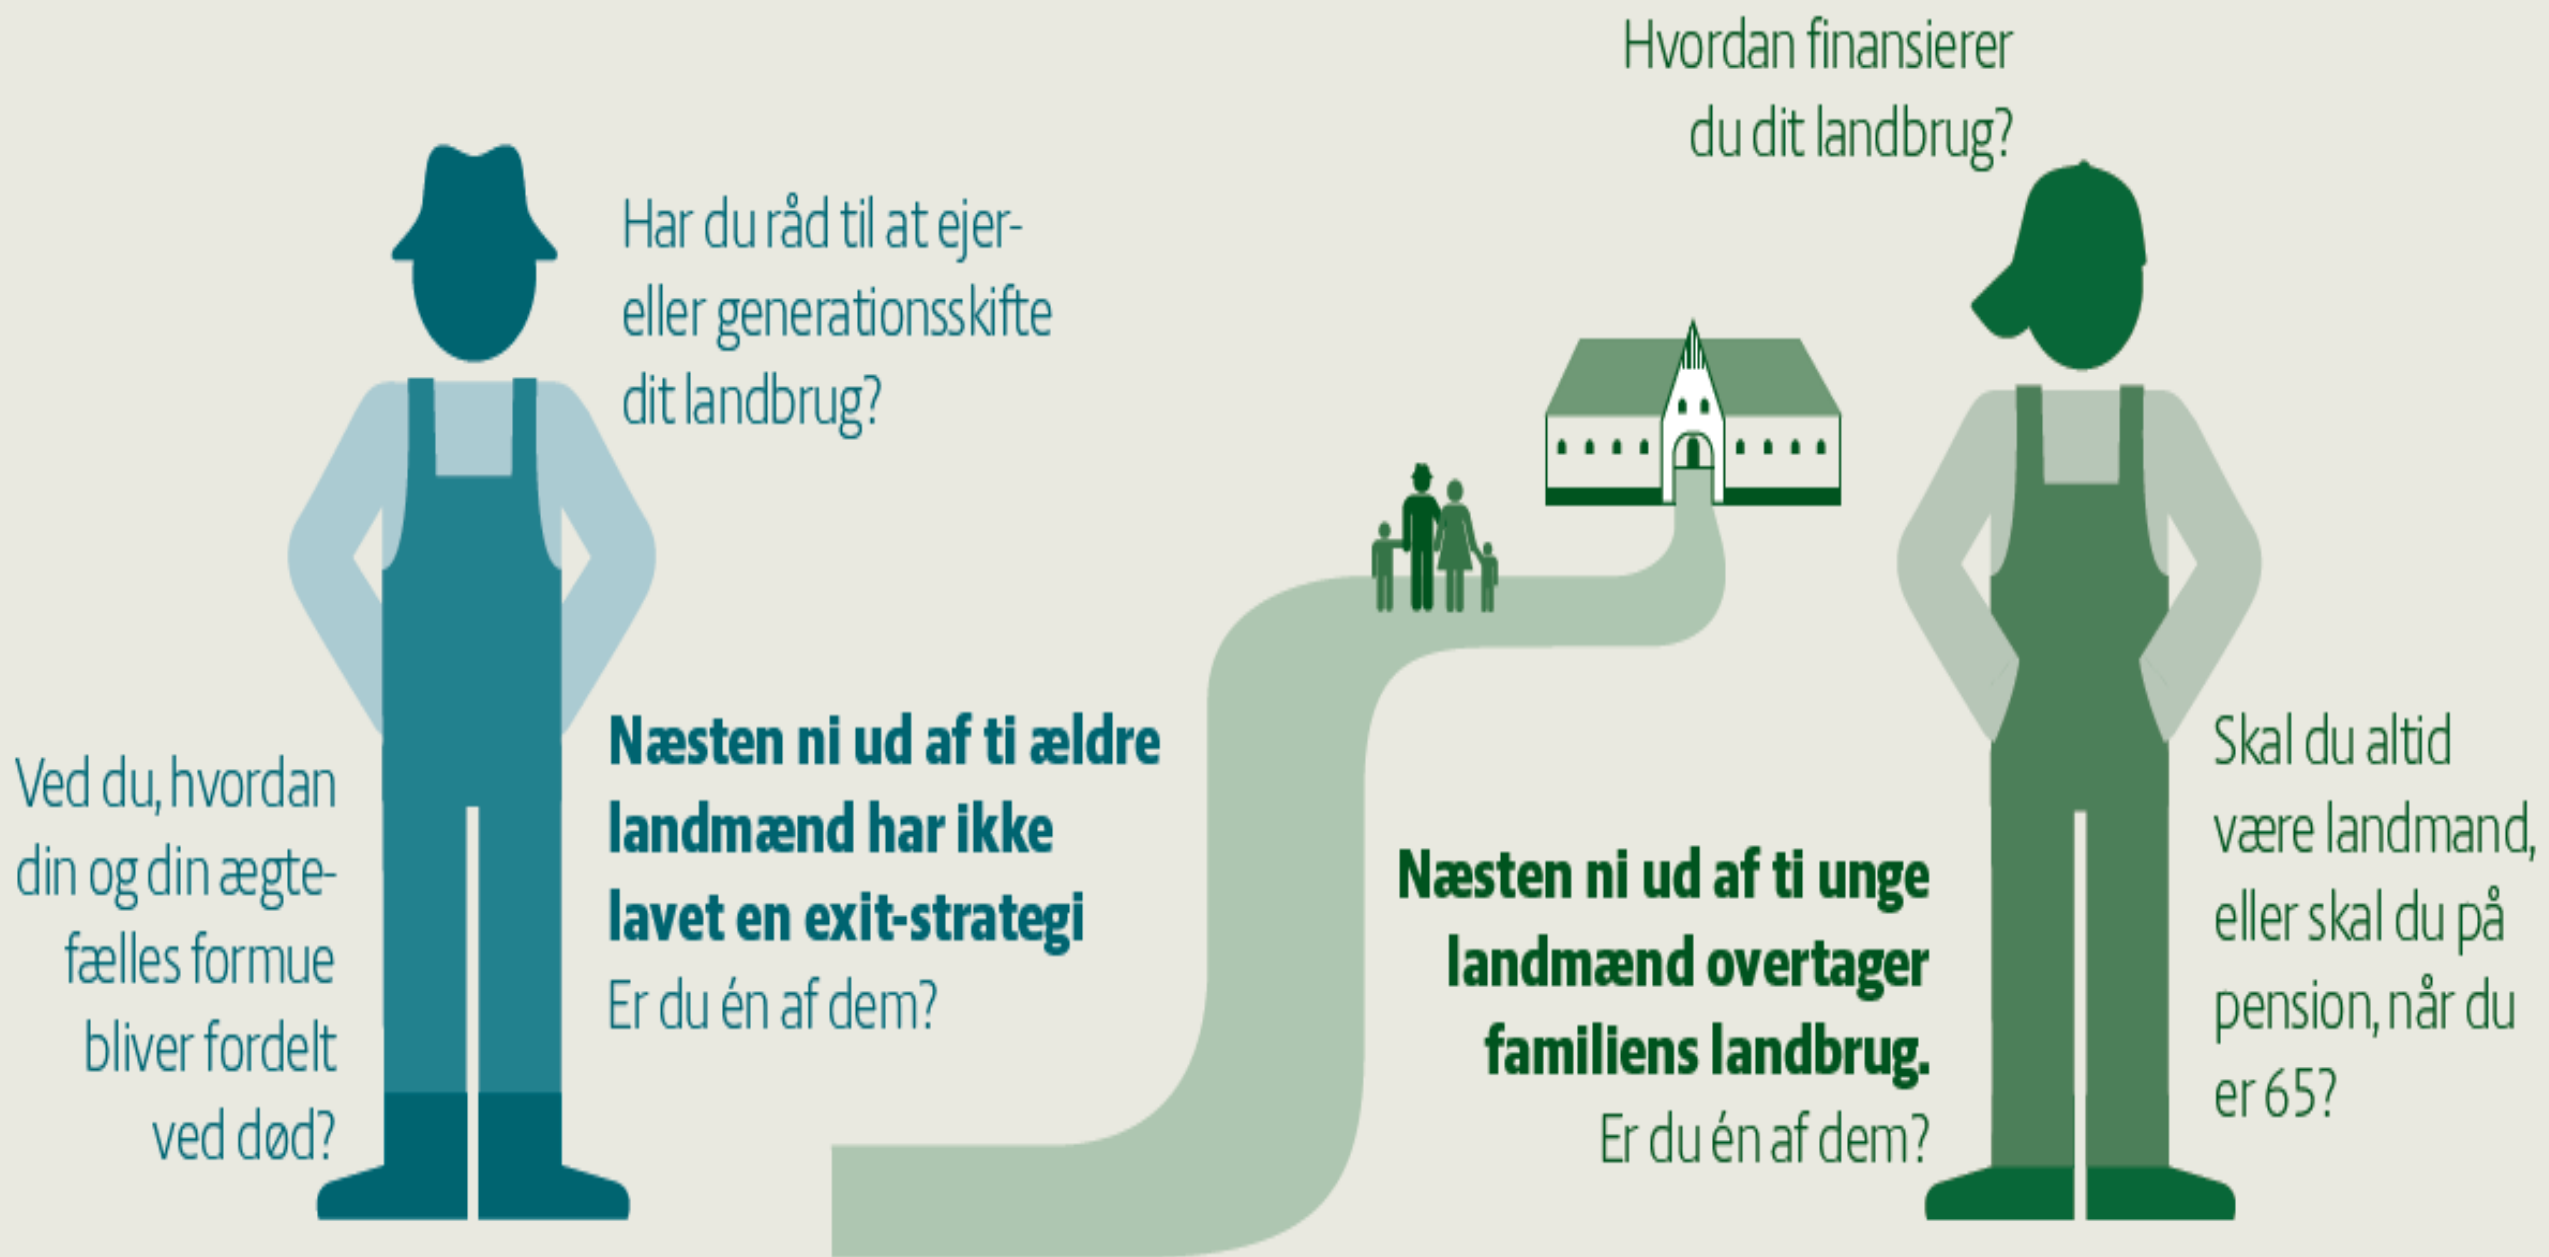 Har du råd til at ejer-
eller generationsskifte
dit landbrug?
Ved du, hvordan
din og din ægte-
fælles formue
bliver fordelt
ved død?
Næsten ni ud af ti ældre
landmænd har ikke
lavet en exit-strategi
Er du én af dem?
Hvordan finansierer
du dit landbrug?
Næsten ni ud af ti unge
landmænd overtager
familiens landbrug.
Er du én af dem?
Skal du altid
være landmand,
eller skal du på
pension, når du
er 65?